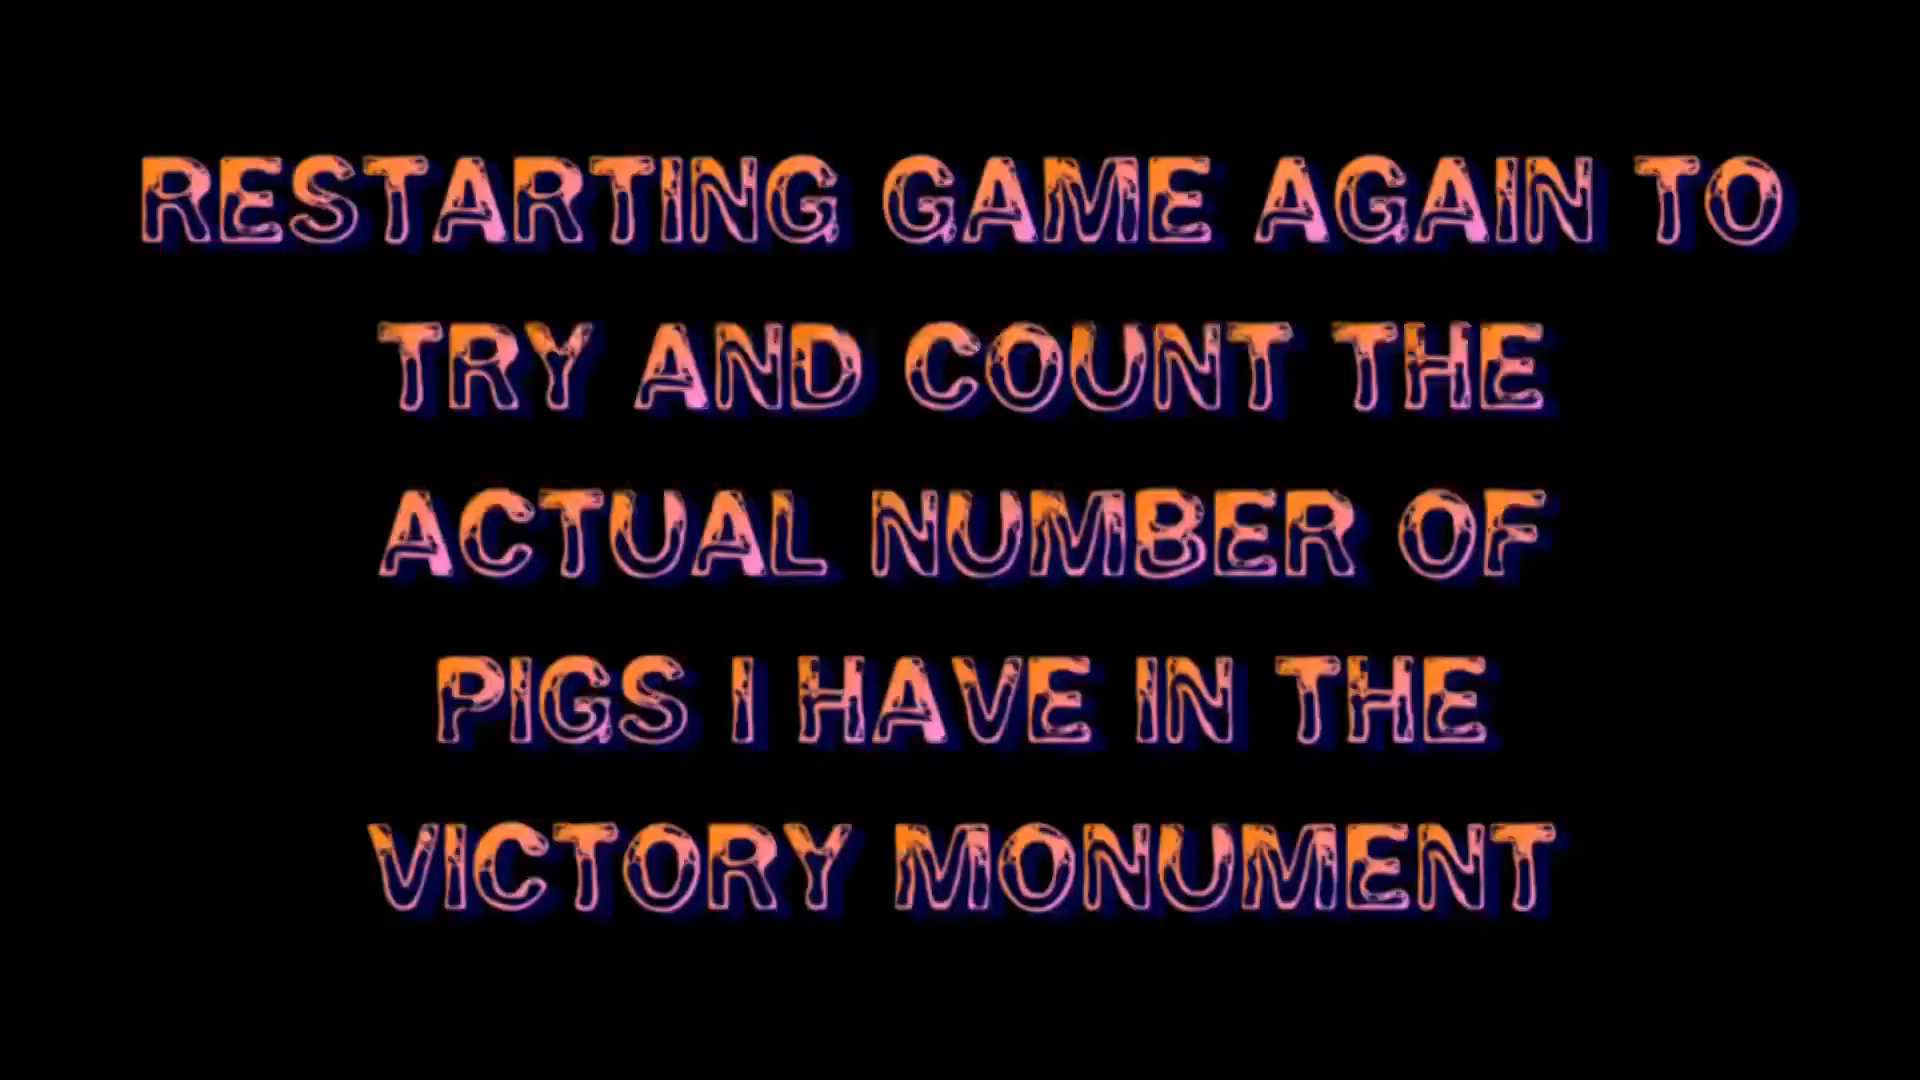 RESTARTING GAME AGAIN TO
TRY AND COUNT THE
ACTUAL NUMBER OF
PIGS I HAVE IN THE
VICTORY MONUMENT